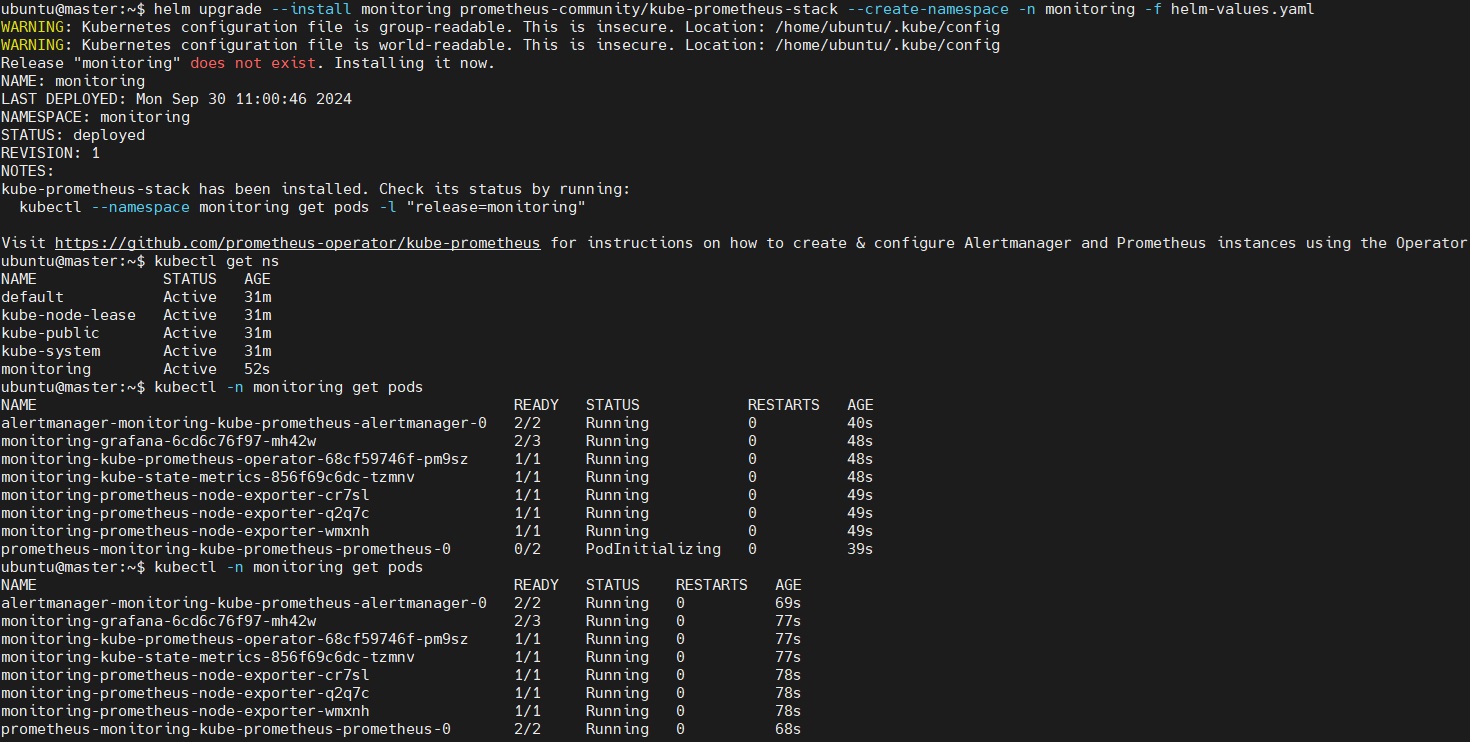 ubuntu@master:~$ helm upgrade --install monitoring prometheus-community/kube-prometheus-stack --create-namespace -n monitoring -f helm-values.yaml
WARNING: Kubernetes configuration file is group-readable. This is insecure. Location: /home/ubuntu/.kube/config
WARNING: Kubernetes configuration file is world-readable. This is insecure. Location: /home/ubuntu/.kube/config
Release "monitoring" does not exist. Installing it now.
NAME: monitoring
LAST DEPLOYED: Mon Sep 30 11:00:46 2024
NAMESPACE: monitoring
STATUS: deployed
REVISION: 1
NOTES:
kube-prometheus-stack has been installed. Check its status by running:
  kubectl --namespace monitoring get pods -l "release=monitoring"

Visit https://github.com/prometheus-operator/kube-prometheus for instructions on how to create & configure Alertmanager and Prometheus instances using the Operator
ubuntu@master:~$ kubectl get ns
NAME              STATUS   AGE
default           Active   31m
kube-node-lease   Active   31m
kube-public       Active   31m
kube-system       Active   31m
monitoring        Active   52s
ubuntu@master:~$ kubectl -n monitoring get pods
NAME                                                     READY   STATUS            RESTARTS   AGE
alertmanager-monitoring-kube-prometheus-alertmanager-0   2/2     Running           0          40s
monitoring-grafana-6cd6c76f97-mh42w                      2/3     Running           0          48s
monitoring-kube-prometheus-operator-68cf59746f-pm9sz     1/1     Running           0          48s
monitoring-kube-state-metrics-856f69c6dc-tzmnv           1/1     Running           0          48s
monitoring-prometheus-node-exporter-cr7sl                1/1     Running           0          49s
monitoring-prometheus-node-exporter-q2q7c                1/1     Running           0          49s
monitoring-prometheus-node-exporter-wmxnh                1/1     Running           0          49s
prometheus-monitoring-kube-prometheus-prometheus-0       0/2     PodInitializing   0          39s
ubuntu@master:~$ kubectl -n monitoring get pods
NAME                                                     READY   STATUS    RESTARTS   AGE
alertmanager-monitoring-kube-prometheus-alertmanager-0   2/2     Running   0          69s
monitoring-grafana-6cd6c76f97-mh42w                      2/3     Running   0          77s
monitoring-kube-prometheus-operator-68cf59746f-pm9sz     1/1     Running   0          77s
monitoring-kube-state-metrics-856f69c6dc-tzmnv           1/1     Running   0          77s
monitoring-prometheus-node-exporter-cr7sl                1/1     Running   0          78s
monitoring-prometheus-node-exporter-q2q7c                1/1     Running   0          78s
monitoring-prometheus-node-exporter-wmxnh                1/1     Running   0          78s
prometheus-monitoring-kube-prometheus-prometheus-0       2/2     Running   0          68s